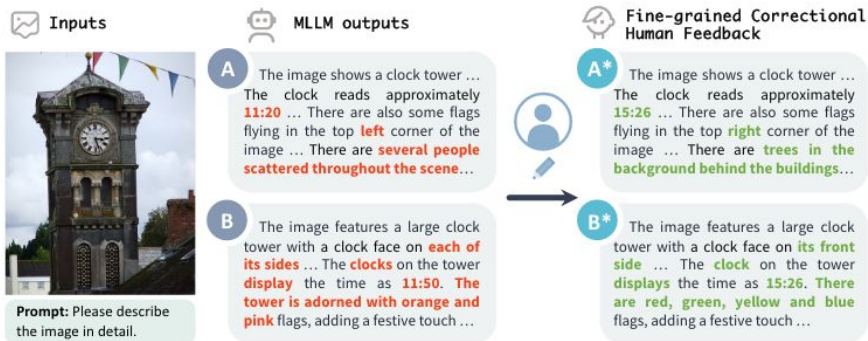 Inputs
MLLM outputs
Fine-grained Correctional
Human Feedback
A
The image shows a clock tower ...
The clock reads approximately
11:20 ... There are also some flags
flying in the top left corner of the
image ... There are several people
scattered throughout the scene...
A*
The image shows a clock tower ...
The clock reads approximately
15:26 ... There are also some flags
flying in the top right corner of the
image ... There are trees in the
background behind the buildings...
B
The image features a large clock
tower with a clock face on each of
its sides ... The clocks on the tower
display the time as 11:50. The
tower is adorned with orange and
pink flags, adding a festive touch ...
B*
The image features a large clock
tower with a clock face on its front
side ... The clock on the tower
displays the time as 15:26. There
are red, green, yellow and blue
flags, adding a festive touch ...
Prompt: Please describe
the image in detail.